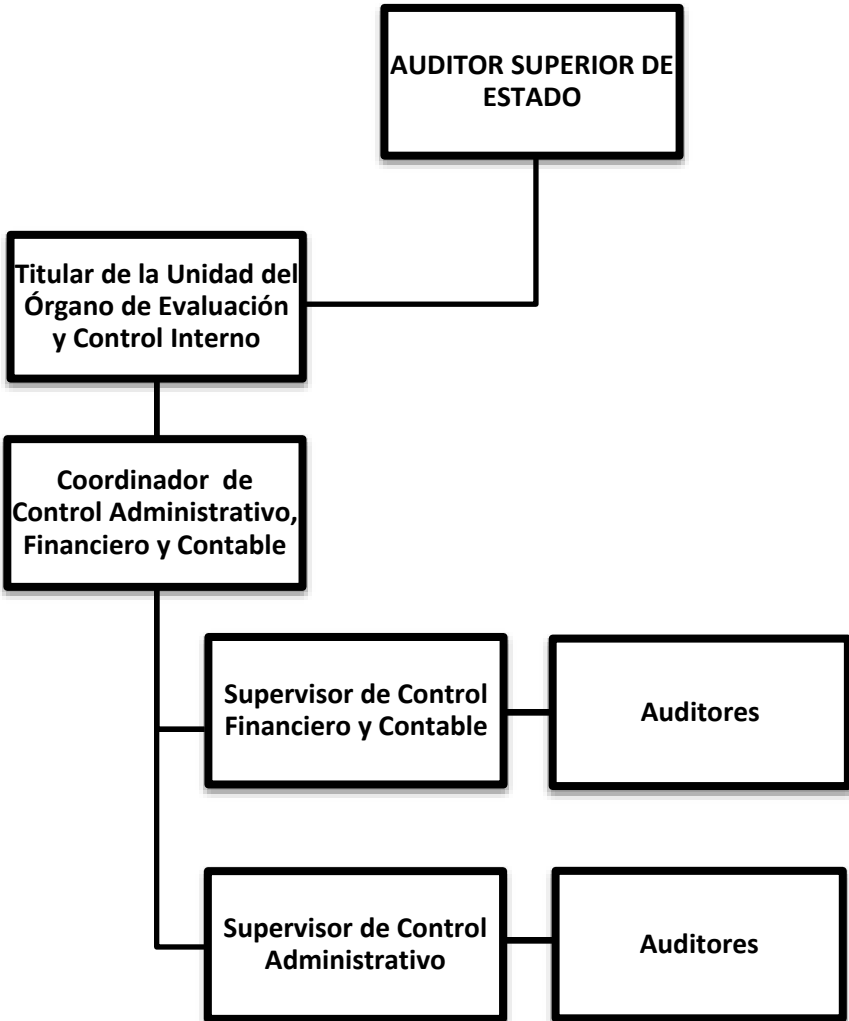 AUDITOR SUPERIOR DE
ESTADO
Titular de la Unidad del
Órgano de Evaluación
y Control Interno
Coordinador de
Control Administrativo,
Financiero y Contable
Supervisor de Control
Financiero y Contable
Auditores
Supervisor de Control
Administrativo
Auditores